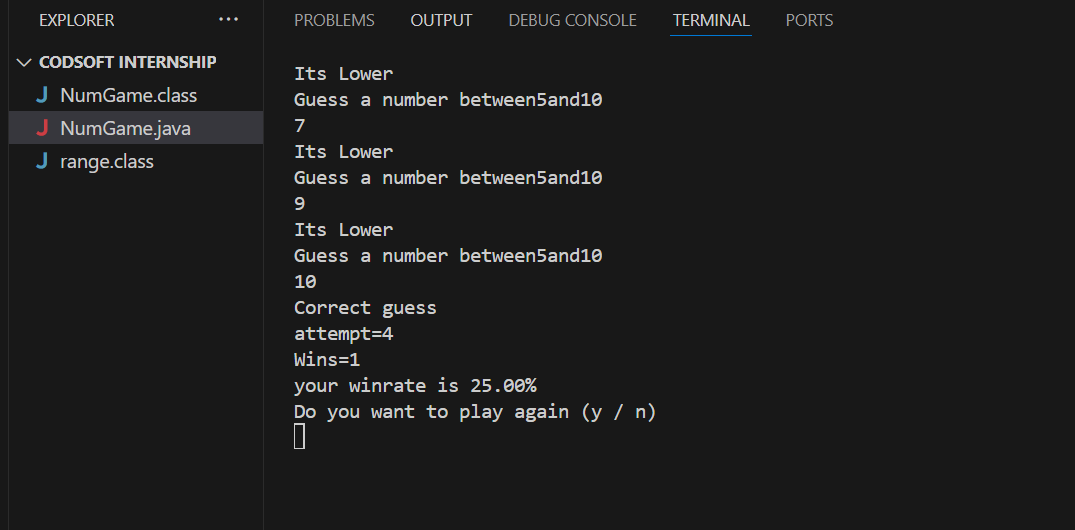 EXPLORER ...
CODSOFT INTERNSHIP
J NumGame.class
J NumGame.java
J range.class
PROBLEMS OUTPUT DEBUG CONSOLE TERMINAL PORTS
Its Lower
Guess a number between5and10
7
Its Lower
Guess a number between5and10
9
Its Lower
Guess a number between5and10
10
Correct guess
attempt=4
Wins=1
your winrate is 25.00%
Do you want to play again (y / n)